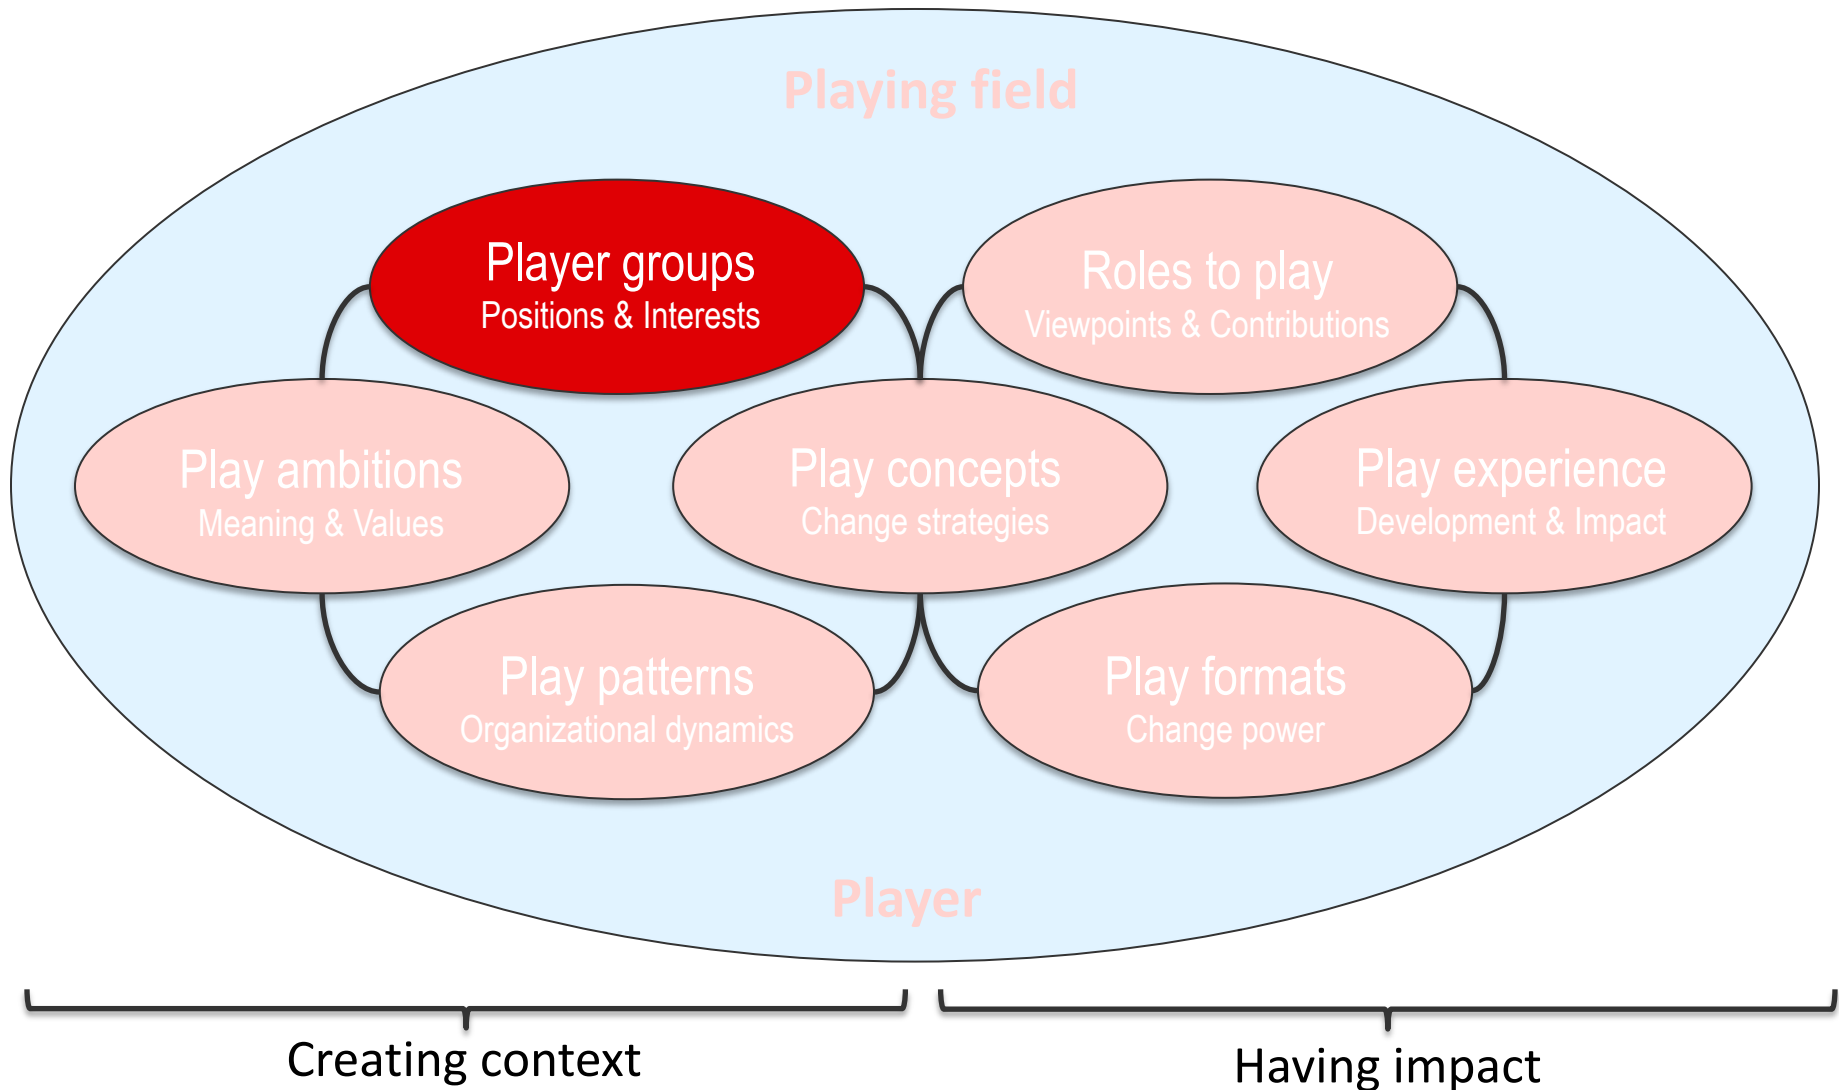 Playing field
Player groups
Positions & Interests
Roles to play
Viewpoints & Contributions
Play ambitions
Meaning & Values
Play concepts
Change strategies
Play experience
Development & Impact
Play patterns
Organizational dynamics
Play formats
Change power
Player
Creating context
Having impact